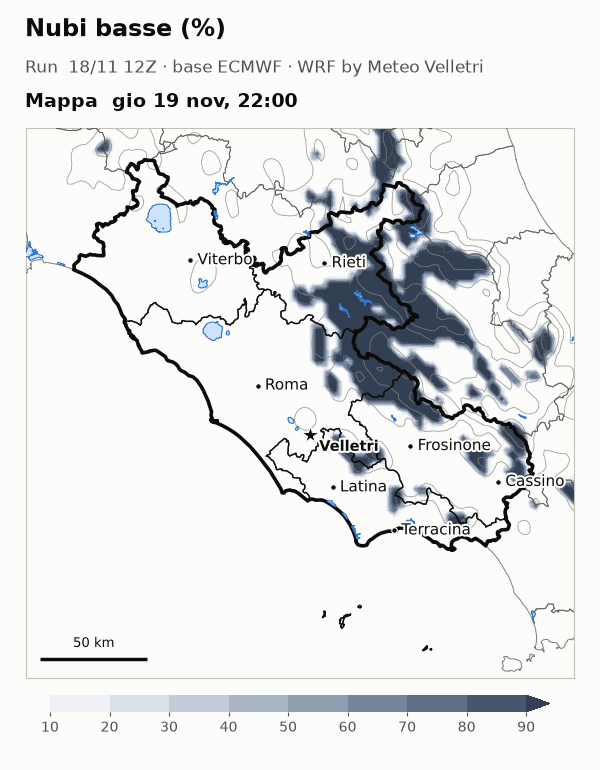 Nubi basse (%)
Run  18/11 12Z · base ECMWF · WRF by Meteo Velletri
Mappa  gio 19 nov, 22:00
Viterbo
Rieti
Roma
Velletri
Frosinone
Latina
Cassino
Terracina
50 km
10 20 30 40 50 60 70 80 90